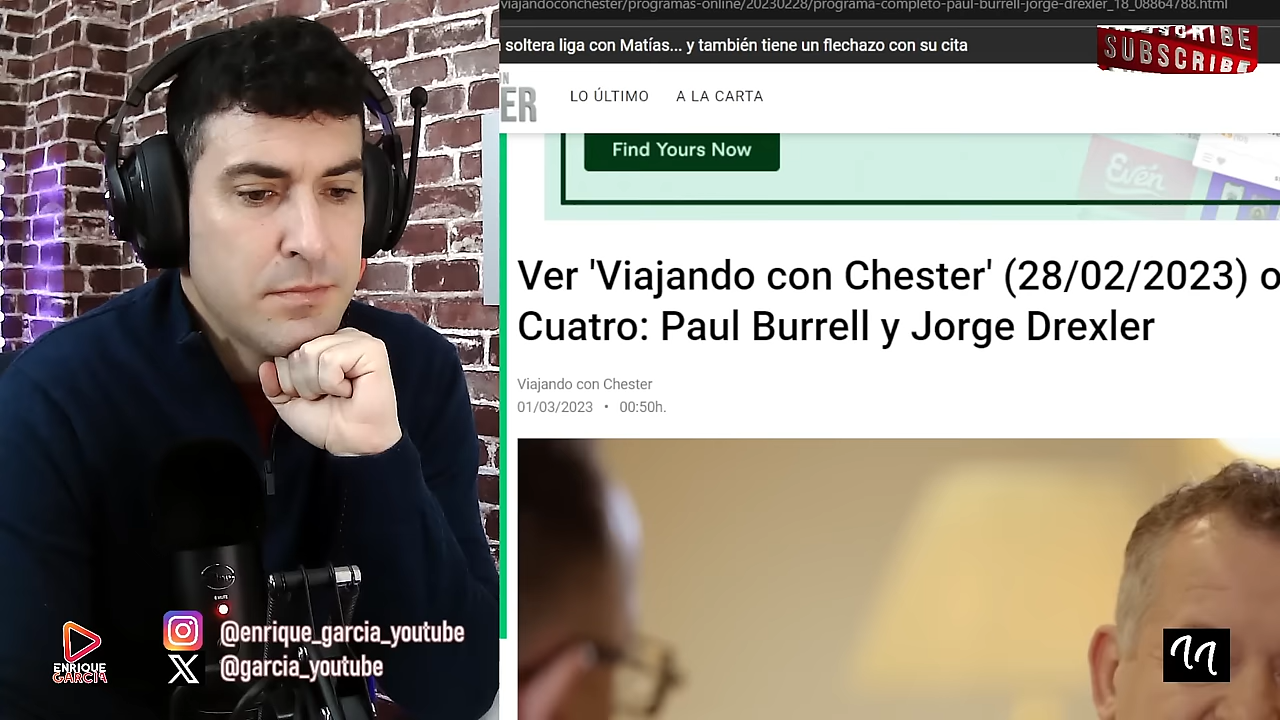 viajandoconchester/programas-online/20230228/programa-completo-paul-burrell-jorge-drexler_18_08864788.html
soltera liga con Matías... y también tiene un flechazo con su cita
SUBSCRIBE
ER
LO ÚLTIMO
A LA CARTA
Find Yours Now
Even
Ver 'Viajando con Chester' (28/02/2023) o
Cuatro: Paul Burrell y Jorge Drexler
Viajando con Chester
01/03/2023 • 00:50h.
@enrique_garcia_youtube
@garcia_youtube
ENRIQUE
GARCIA